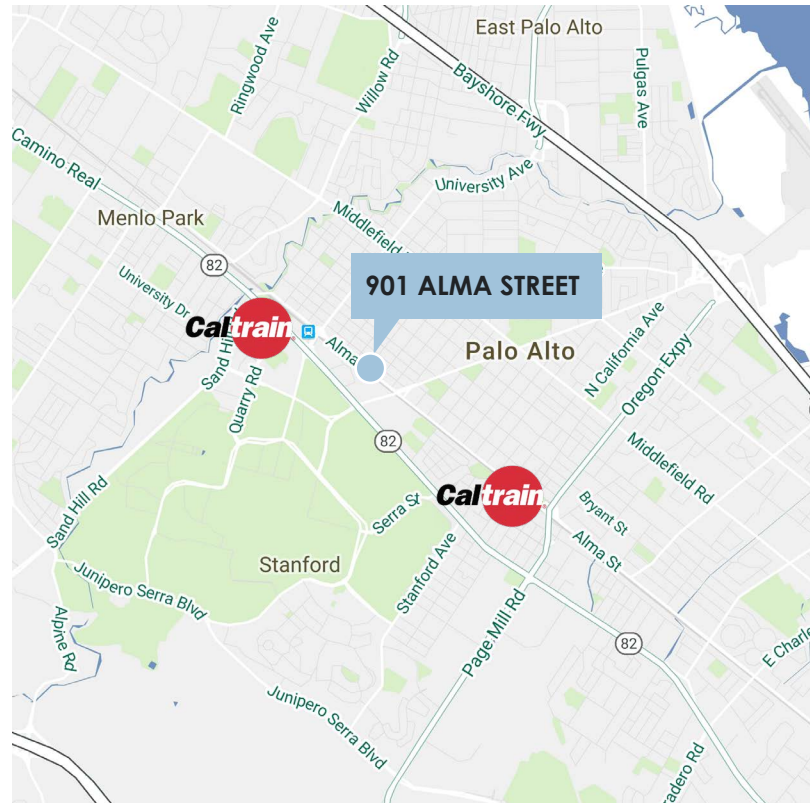 East Palo Alto
Ringwood Ave
Willow Rd
Pulgas Ave
Bayshore Fwy
Camino Real
University Ave
Menlo Park
Middlefield
82
University Dr
901 ALMA STREET
Caltrain
Sand Hill
Alma
Palo Alto
N California Ave
Oregon Expy
Quarry Rd
82
Middlefield Rd
Caltrain
Sand Hill Rd
Serra St
Bryant St
Alma St
Stanford
Stanford Ave
Junipero Serra Blvd
Alpine Rd
Page Mill Rd
82
E Charle
Junipero Serra Blvd
adero Rd